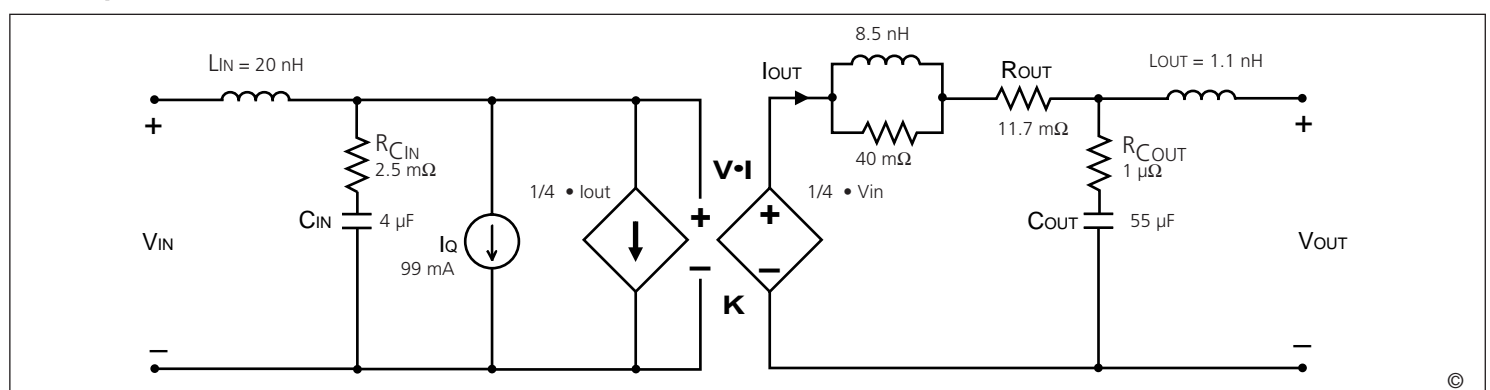 LIN = 20 nH
+
VIN
−
RCIN
2.5 mΩ
CIN
4 µF
IQ
99 mA
1/4 • Iout
V•I
+
−
K
+
−
1/4 • Vin
IOUT
8.5 nH
40 mΩ
ROUT
11.7 mΩ
RCOUT
1 µΩ
COUT
55 µF
LOUT = 1.1 nH
+
VOUT
−
©